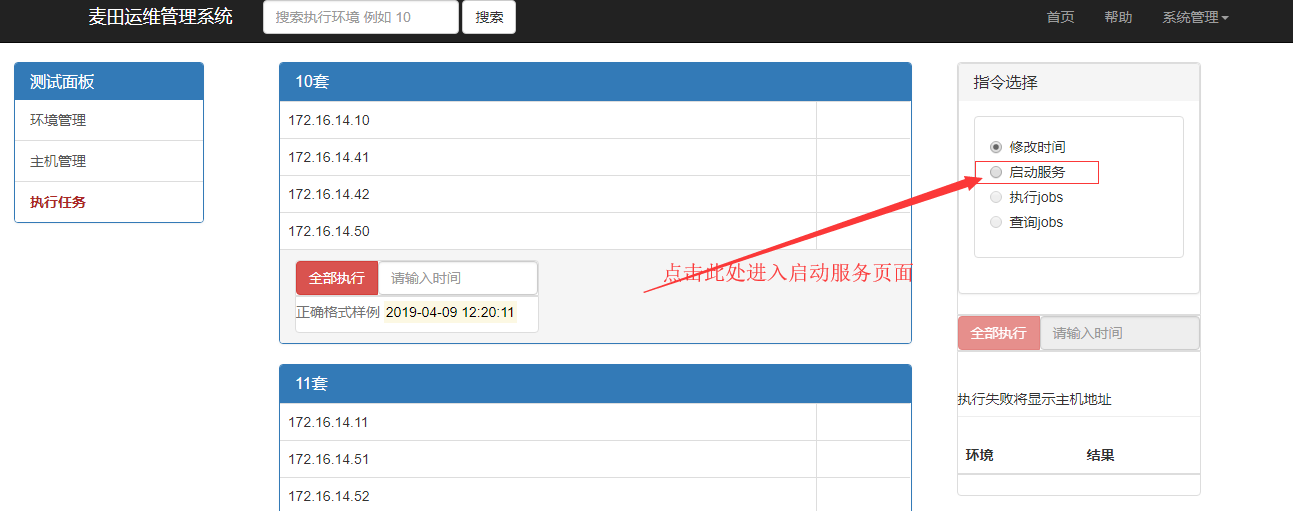 麦田运维管理系统
搜索执行环境 例如 10
搜索
首页
帮助
系统管理
测试面板
环境管理
主机管理
执行任务
10套
172.16.14.10
172.16.14.41
172.16.14.42
172.16.14.50
全部执行
请输入时间
正确格式样例 2019-04-09 12:20:11
11套
172.16.14.11
172.16.14.51
172.16.14.52
点击此处进入启动服务页面
指令选择
修改时间
启动服务
执行jobs
查询jobs
全部执行
请输入时间
执行失败将显示主机地址
环境
结果